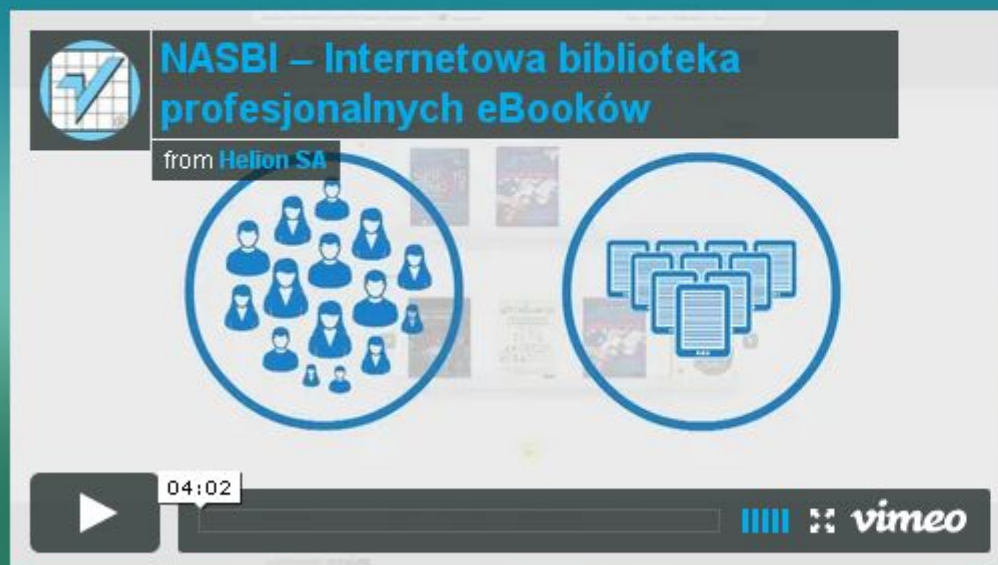 NASBI – Internetowa biblioteka
profesjonalnych eBooków
from Helion SA
04:02
vimeo